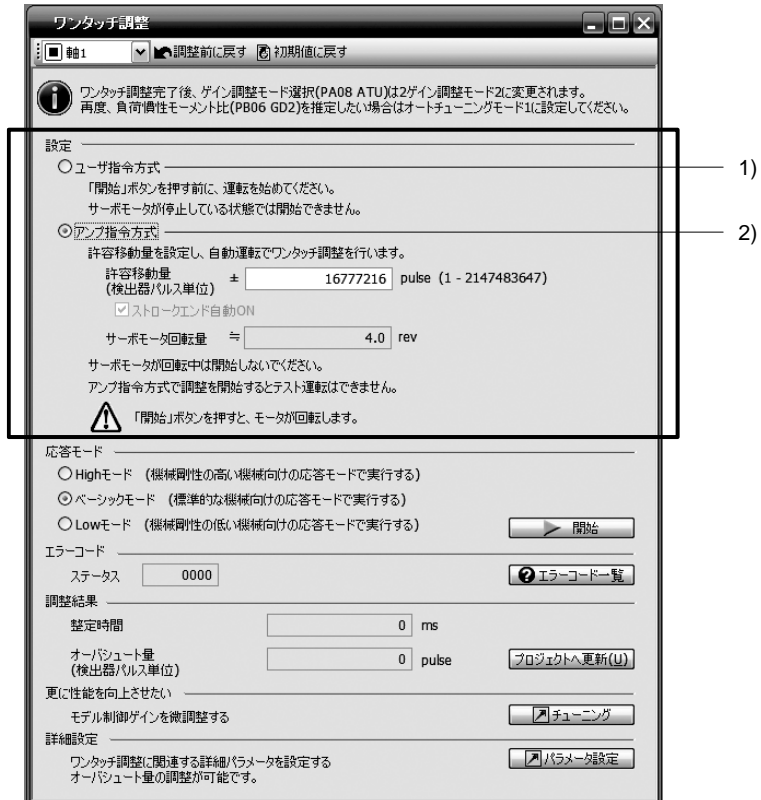 ワンタッチ調整
軸1 調整前に戻す 初期値に戻す
ワンタッチ調整完了後、ゲイン調整モード選択(PA08 ATU)は2ゲイン調整モード2に変更されます。
再度、負荷慣性モーメント比(PB06 GD2)を推定したい場合はオートチューニングモード1に設定してください。
設定
ユーザ指令方式 1)
「開始」ボタンを押す前に、運転を始めてください。
サーボモータが停止している状態では開始できません。
アンプ指令方式 2)
許容移動量を設定し、自動運転でワンタッチ調整を行います。
許容移動量
(検出器パルス単位) ± 16777216 pulse (1 - 2147483647)
ストロークエンド自動ON
サーボモータ回転量 ≒ 4.0 rev
サーボモータが回転中は開始しないでください。
アンプ指令方式で調整を開始するとテスト運転はできません。
「開始」ボタンを押すと、モータが回転します。
応答モード
Highモード (機械剛性の高い機械向けの応答モードで実行する)
ベーシックモード (標準的な機械向けの応答モードで実行する)
Lowモード (機械剛性の低い機械向けの応答モードで実行する) 開始
エラーコード
ステータス 0000 エラーコード一覧
調整結果
整定時間 0 ms
オーバシュート量
(検出器パルス単位) 0 pulse プロジェクトへ更新(U)
更に性能を向上させたい
モデル制御ゲインを微調整する チューニング
詳細設定
ワンタッチ調整に関連する詳細パラメータを設定する パラメータ設定
オーバシュート量の調整が可能です。